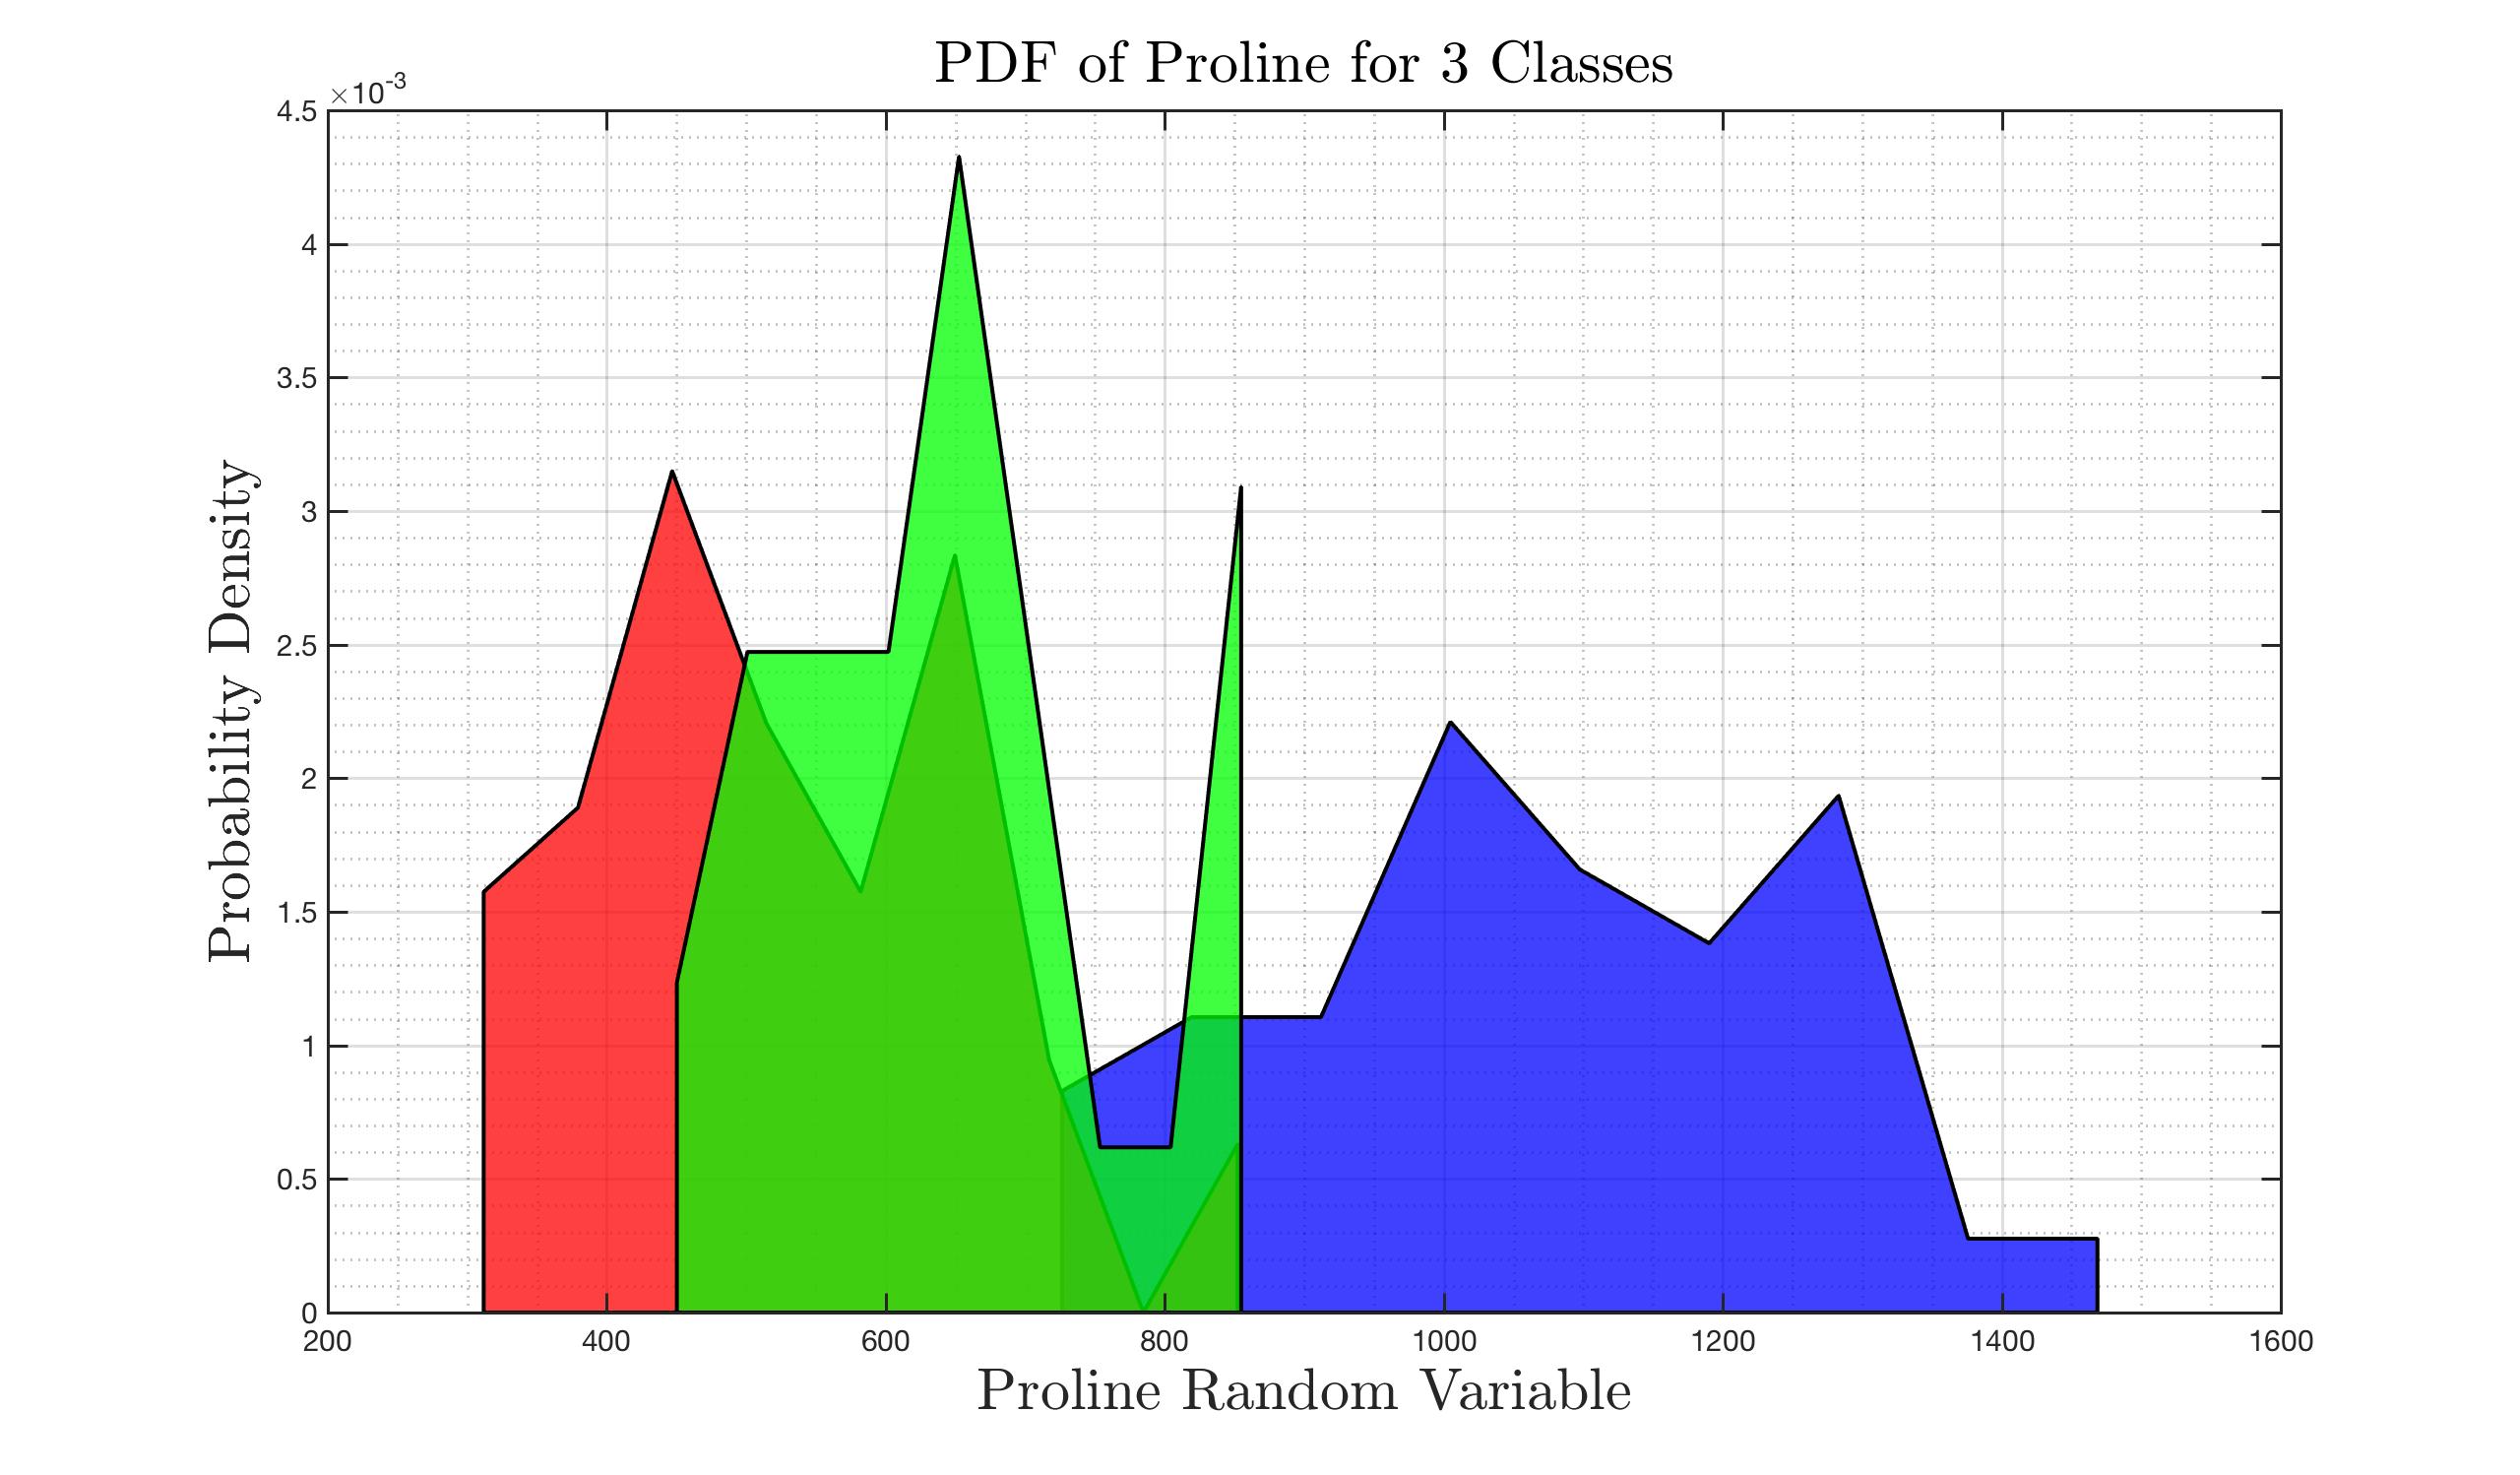 PDF of Proline for 3 Classes
×10-3
4.5
4
3.5
3
2.5
2
1.5
1
0.5
0
Probability Density
200 400 600 800 1000 1200 1400 1600
Proline Random Variable